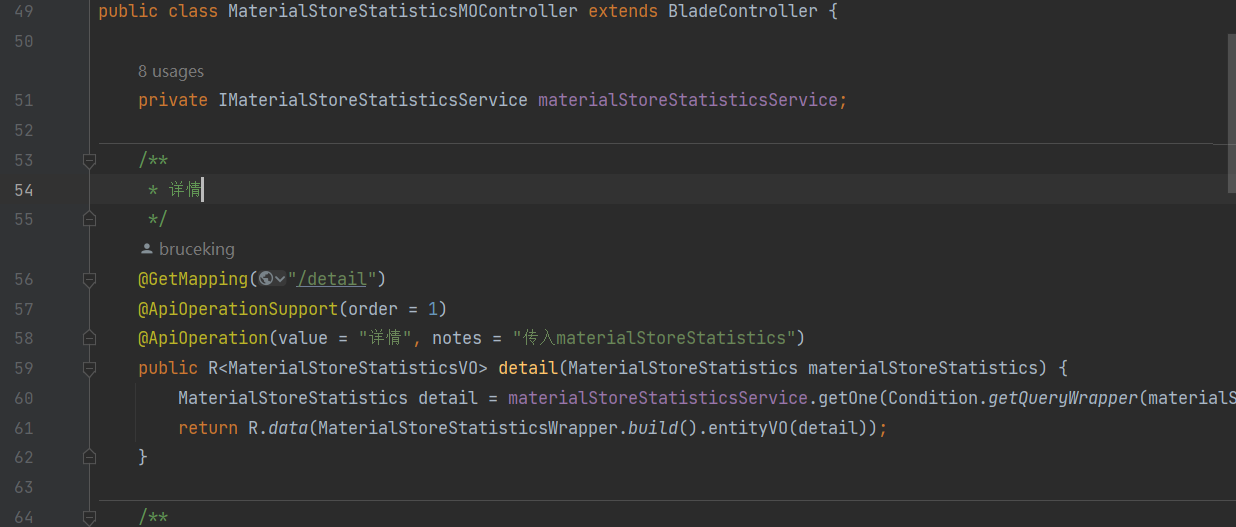 49 public class MaterialStoreStatisticsMOController extends BladeController {
50
8 usages
51 private IMaterialStoreStatisticsService materialStoreStatisticsService;
52
53 /**
54 * 详情
55 */
bruceking
56 @GetMapping("/detail")
57 @ApiOperationSupport(order = 1)
58 @ApiOperation(value = "详情", notes = "传入materialStoreStatistics")
59 public R<MaterialStoreStatisticsVO> detail(MaterialStoreStatistics materialStoreStatistics) {
60 MaterialStoreStatistics detail = materialStoreStatisticsService.getOne(Condition.getQueryWrapper(materialS
61 return R.data(MaterialStoreStatisticsWrapper.build().entityVO(detail));
62 }
63
64 /**